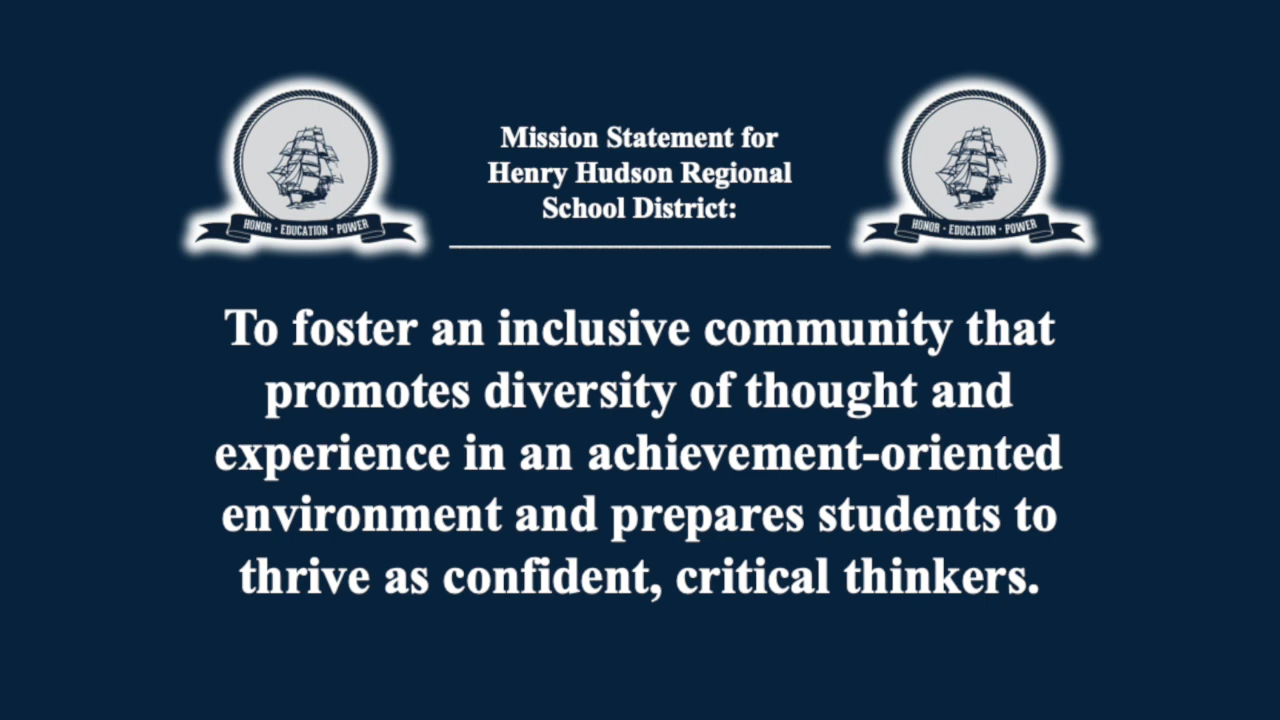 Mission Statement for
Henry Hudson Regional
School District:
HONOR · EDUCATION · POWER
HONOR · EDUCATION · POWER
To foster an inclusive community that
promotes diversity of thought and
experience in an achievement-oriented
environment and prepares students to
thrive as confident, critical thinkers.